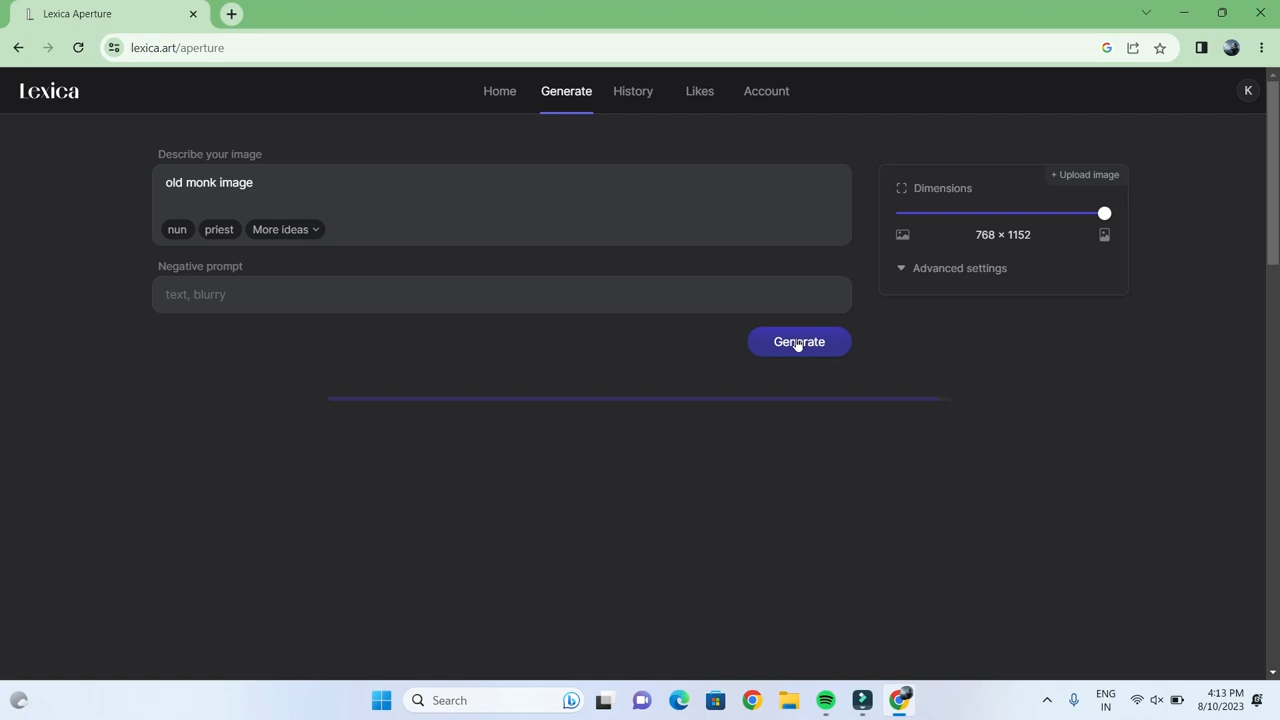 Lexica Aperture
lexica.art/aperture
Lexica
Home Generate History Likes Account
K
Describe your image
old monk image
nun priest More ideas
Negative prompt
text, blurry
Generate
+ Upload image
Dimensions
768 × 1152
Advanced settings
Search
ENG
IN
4:13 PM
8/10/2023